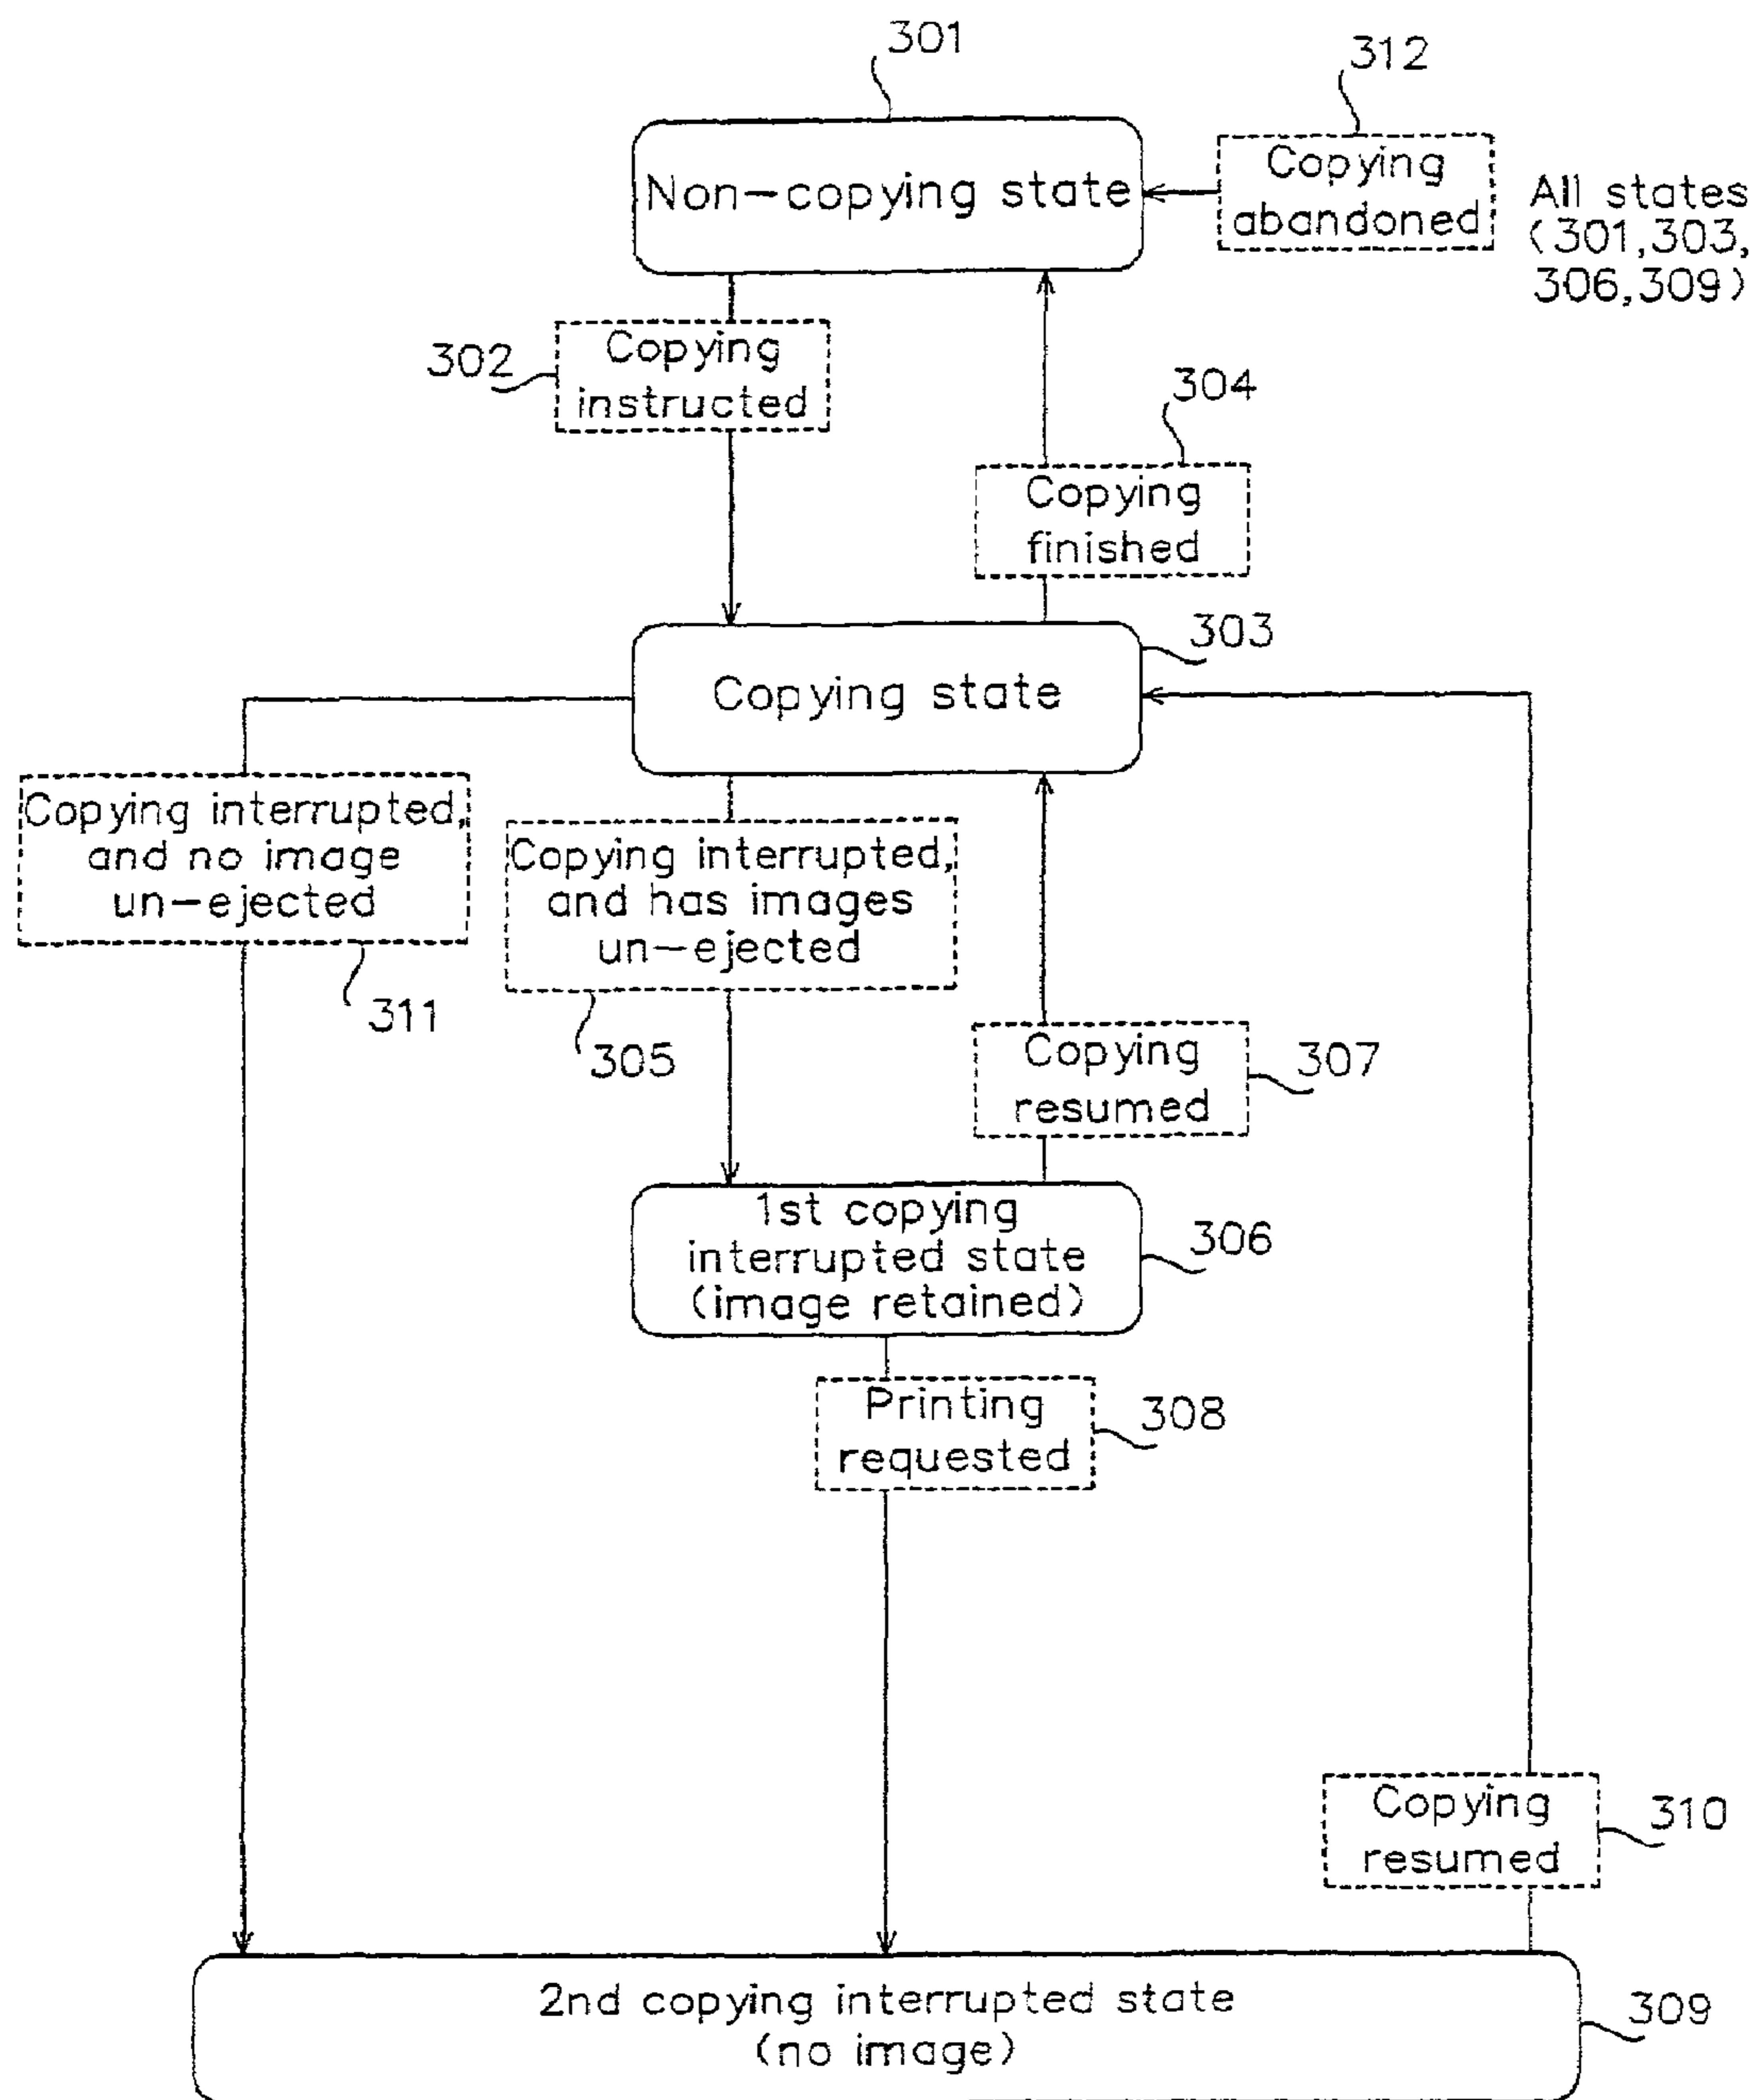 301
312
Non-copying state
Copying
abandoned
All states
(301,303,
306,309)
302
Copying
instructed
304
Copying
finished
303
Copying state
Copying interrupted,
and no image
un-ejected
311
Copying interrupted,
and has images
un-ejected
305
Copying
resumed
307
1st copying
interrupted state
(image retained)
306
Printing
requested
308
Copying
resumed
310
2nd copying interrupted state
(no image)
309